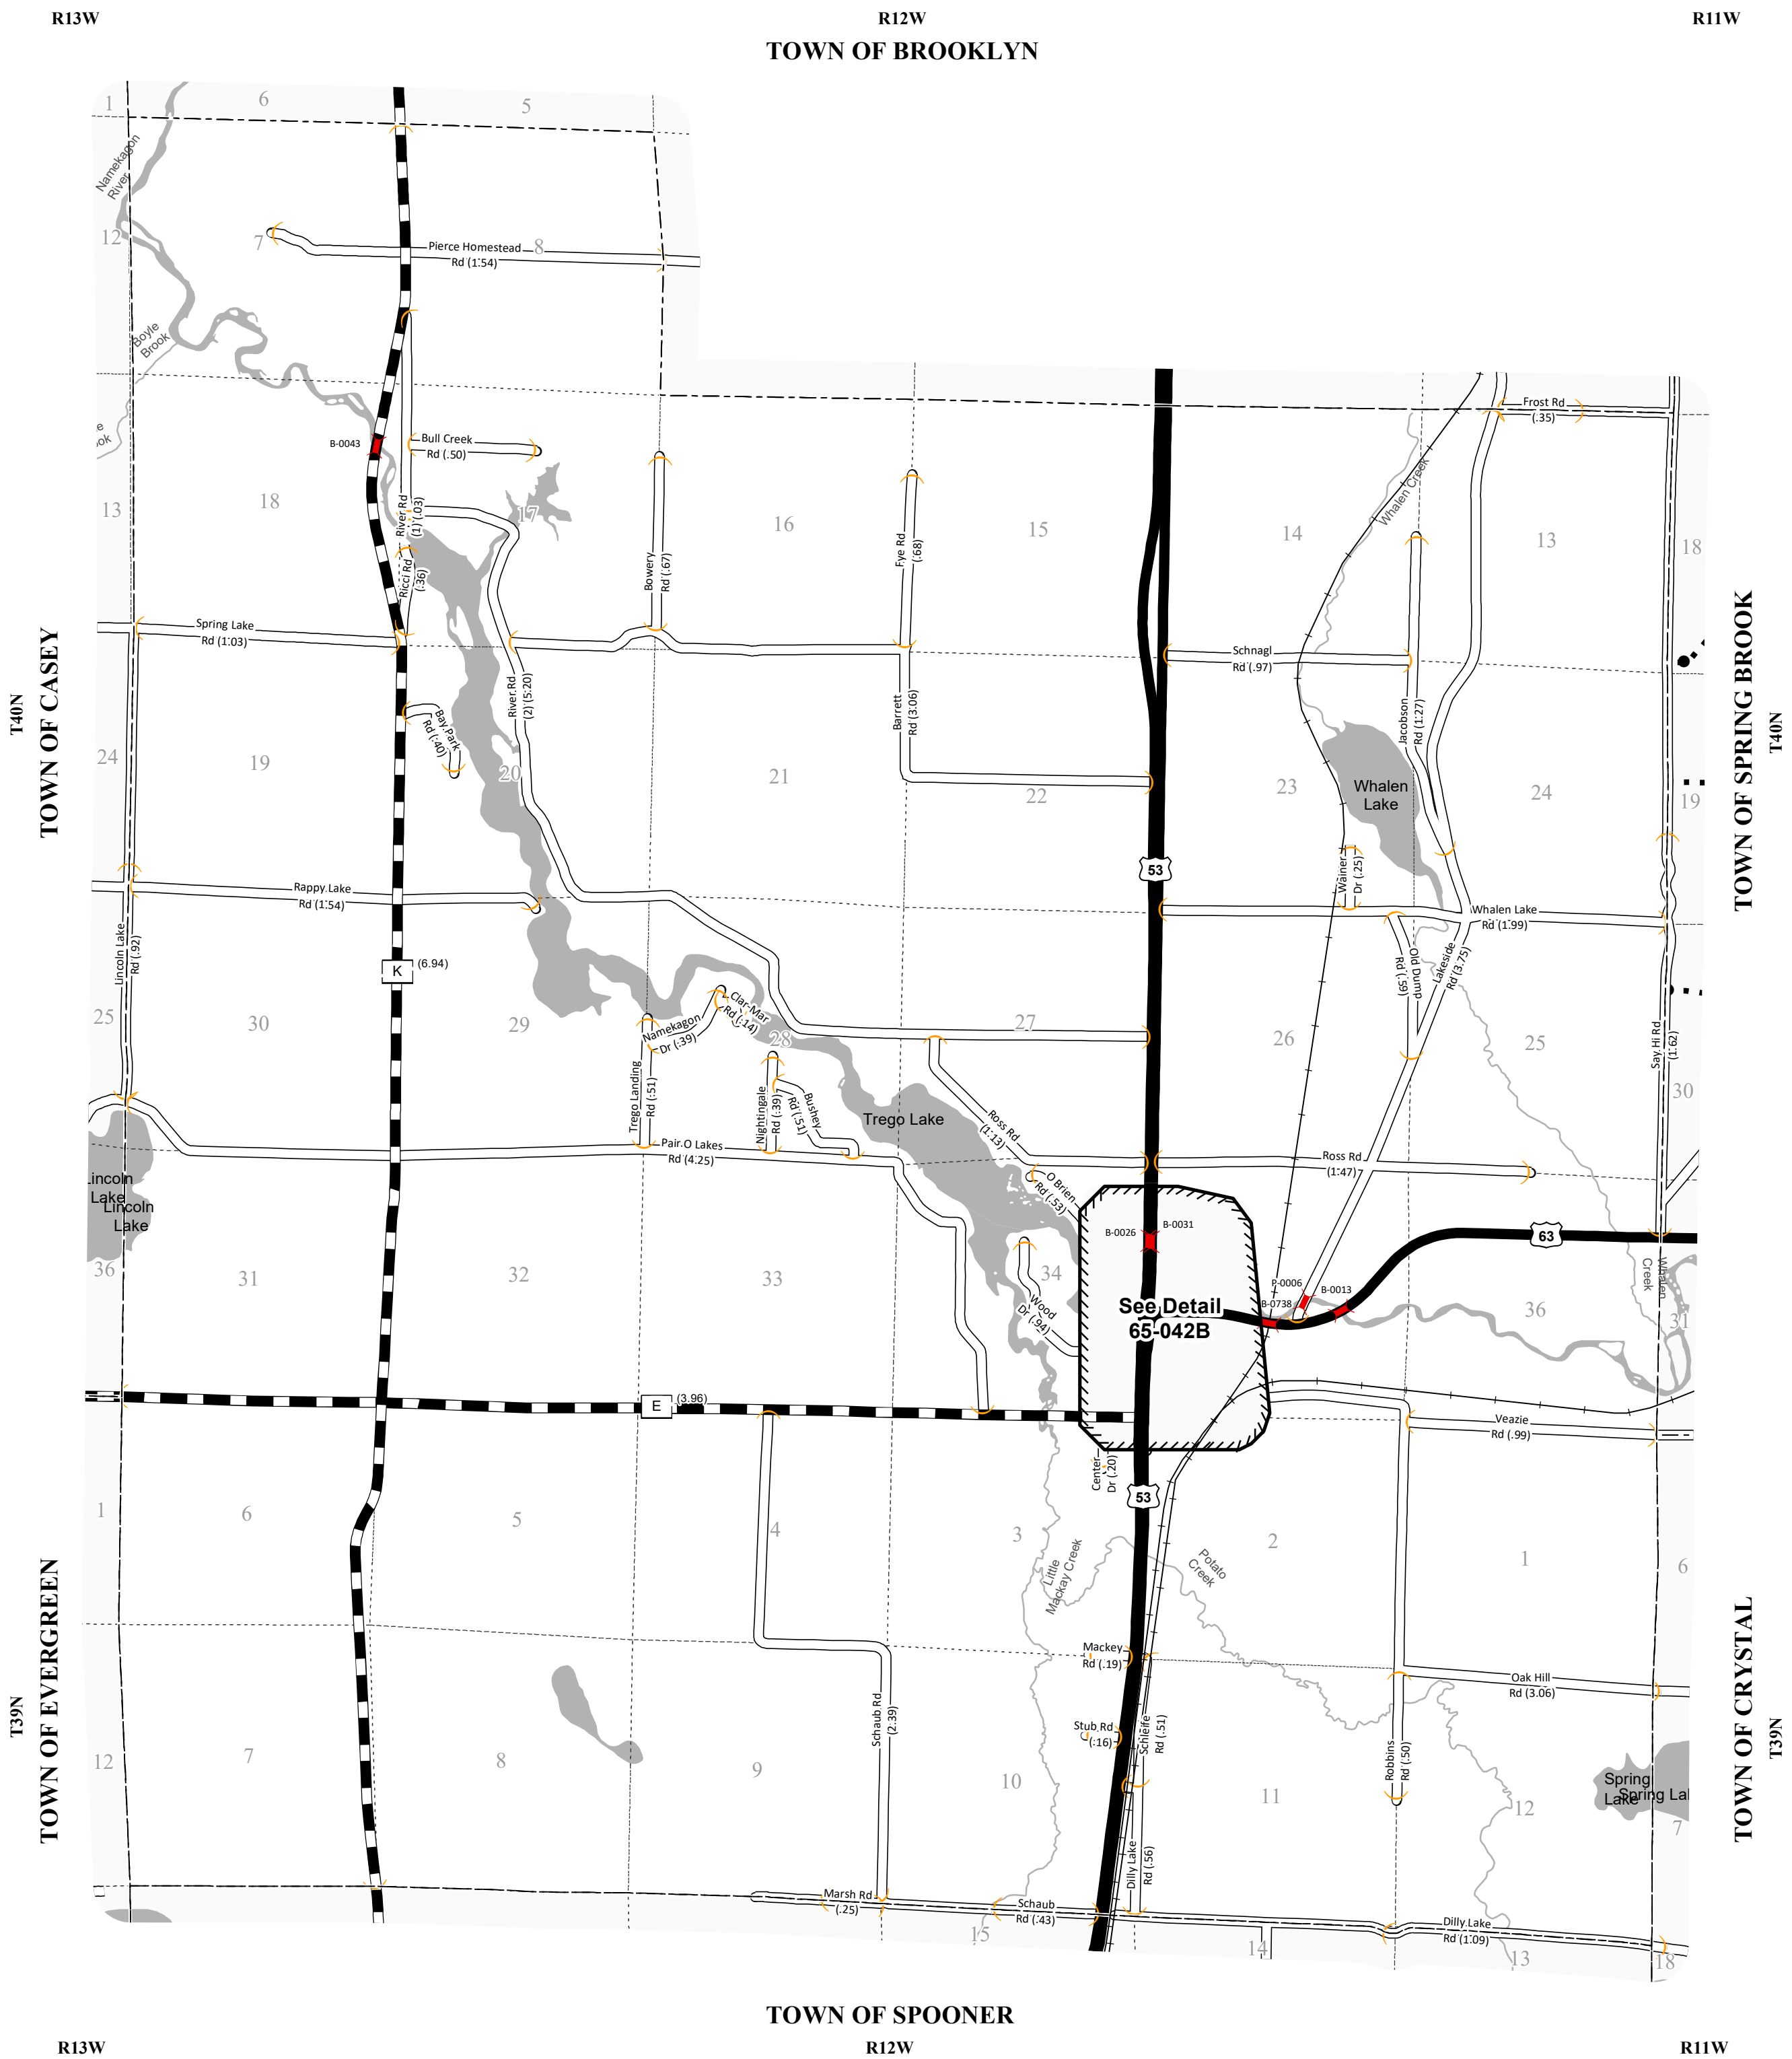 R13W
R12W
R11W
TOWN OF BROOKLYN
1
6
5
Namekagon
River
12
7
8
Pierce Homestead
Rd (1.54)
Boyle
Brook
Frost Rd
(.35)
B-0043
Bull Creek
Rd (.50)
Whalen Creek
13
18
River Rd
(1) (.03)
17
16
15
14
13
18
Bowery
Rd (.67)
Fye Rd
(.68)
Ricci Rd
(.36)
Spring Lake
Rd (1.03)
Schnagl
Rd (.97)
TOWN OF CASEY
T40N
TOWN OF SPRING BROOK
T40N
River Rd
(2) (5.20)
Barrett
Rd (3.06)
Jacobson
Rd (1.27)
Bay Park
Rd (.40)
24
19
20
21
22
23
Whalen
Lake
24
19
53
Wainer
Dr (.25)
Rappy Lake
Rd (1.54)
Whalen Lake
Rd (1.99)
Lincoln Lake
Rd (.92)
K
(6.94)
Old Dump
Rd (.59)
Lakeside
Rd (3.75)
25
30
29
Namekagon
Dr (.39)
Clar-Mar
Rd (.14)
28
27
26
25
Say Hi Rd
(1.62)
30
Trego Landing
Rd (.51)
Nightingale
Rd (.39)
Bushey
Rd (.51)
Trego Lake
Ross Rd
(1.13)
Pair O Lakes
Rd (4.25)
Ross Rd
(1.47)
O Brien
Rd (.53)
Lincoln
Lake
Lincoln
Lake
B-0026
B-0031
63
36
31
32
33
34
Wood
Dr (.94)
See Detail
65-042B
P-0006
B-0738
B-0013
36
Whalen
Creek
31
E
(3.96)
Veazie
Rd (.99)
Center
Dr (.20)
53
1
6
5
4
3
2
1
6
Little
Mackay Creek
Potato
Creek
TOWN OF EVERGREEN
T39N
TOWN OF CRYSTAL
T39N
Mackey
Rd (.19)
Oak Hill
Rd (3.06)
Schaub Rd
(2.39)
Stub Rd
(.16)
Schleife
Rd (.51)
Robbins
Rd (.50)
12
7
8
9
10
11
12
Spring
Lake
7
Dilly Lake
Rd (.56)
Marsh Rd
(.25)
Schaub
Rd (.43)
Dilly Lake
Rd (1.09)
15
14
13
18
TOWN OF SPOONER
R13W
R12W
R11W